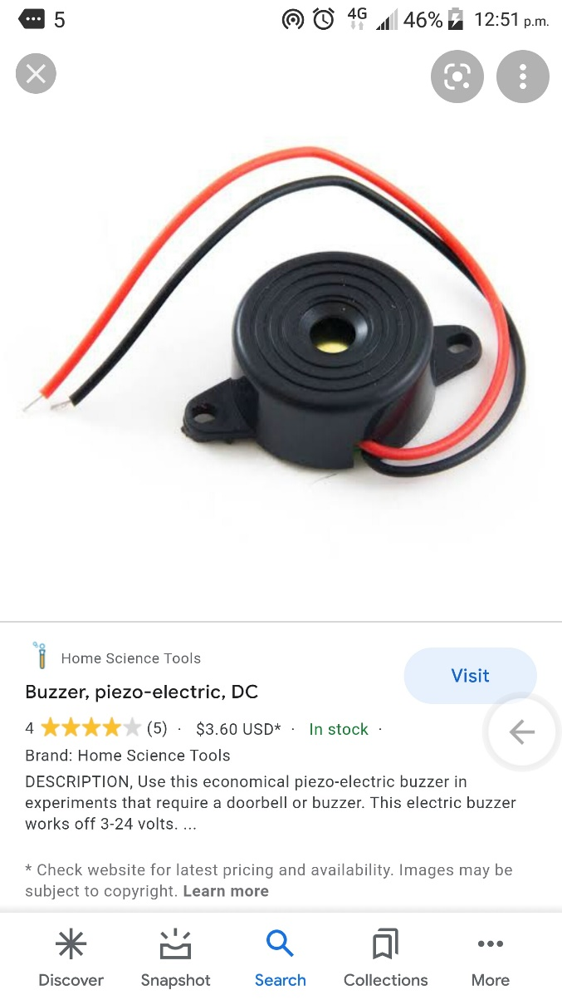 5 4G 46% 12:51 p.m.
Home Science Tools
Visit
Buzzer, piezo-electric, DC
4 (5) · $3.60 USD* · In stock ·
Brand: Home Science Tools
DESCRIPTION, Use this economical piezo-electric buzzer in
experiments that require a doorbell or buzzer. This electric buzzer
works off 3-24 volts. ...
* Check website for latest pricing and availability. Images may be
subject to copyright. Learn more
Discover Snapshot Search Collections More